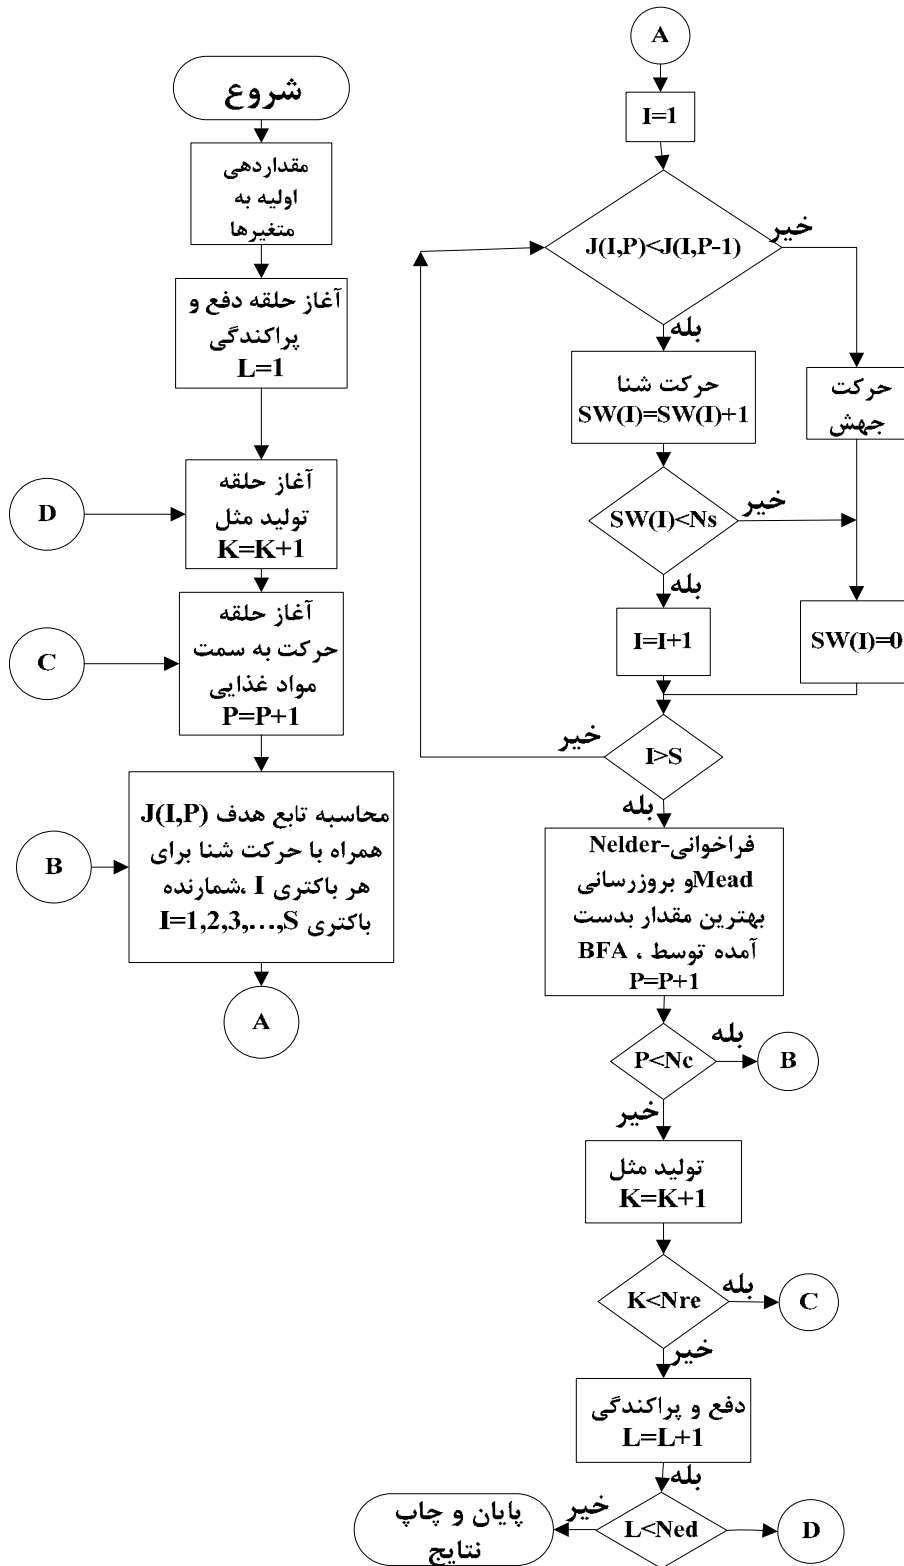 شروع
مقداردهی
اولیه به
متغیرها
آغاز حلقه دفع و
پراکندگی
L=1
D
آغاز حلقه
تولید مثل
K=K+1
C
آغاز حلقه
حرکت به سمت
مواد غذایی
P=P+1
B
محاسبه تابع هدف J(I,P)
همراه با حرکت شنا برای
هر باکتری I ،شمارنده
باکتری I=1,2,3,…,S
A
A
I=1
J(I,P)<J(I,P-1)
خیر
بله
حرکت شنا
SW(I)=SW(I)+1
حرکت
جهش
SW(I)<Ns
خیر
بله
I=I+1
SW(I)=0
I>S
خیر
بله
فراخوانی-Nelder
Meadو بروزرسانی
بهترین مقدار بدست
آمده توسط ، BFA
P=P+1
P<Nc
بله
B
خیر
تولید مثل
K=K+1
K<Nre
بله
C
خیر
دفع و پراکندگی
L=L+1
بله
L<Ned
D
خیر
پایان و چاپ
نتایج